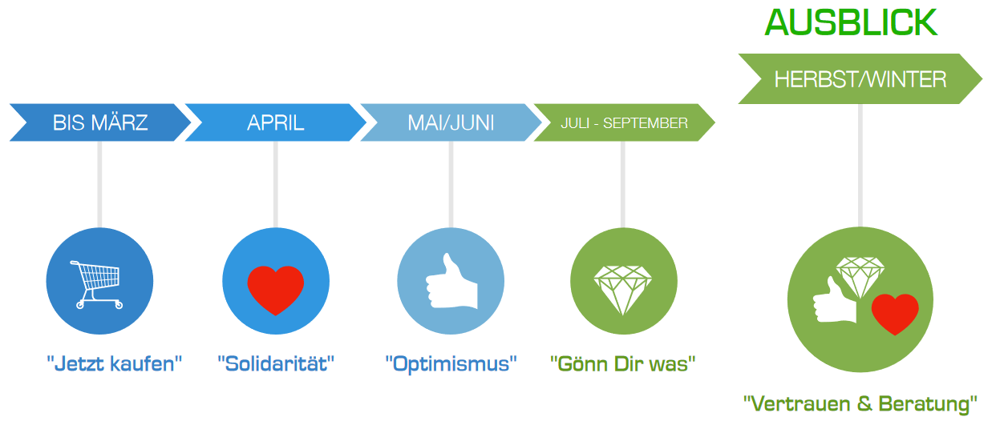 AUSBLICK
HERBST/WINTER
BIS MÄRZ
APRIL
MAI/JUNI
JULI - SEPTEMBER
"Jetzt kaufen"
"Solidarität"
"Optimismus"
"Gönn Dir was"
"Vertrauen & Beratung"